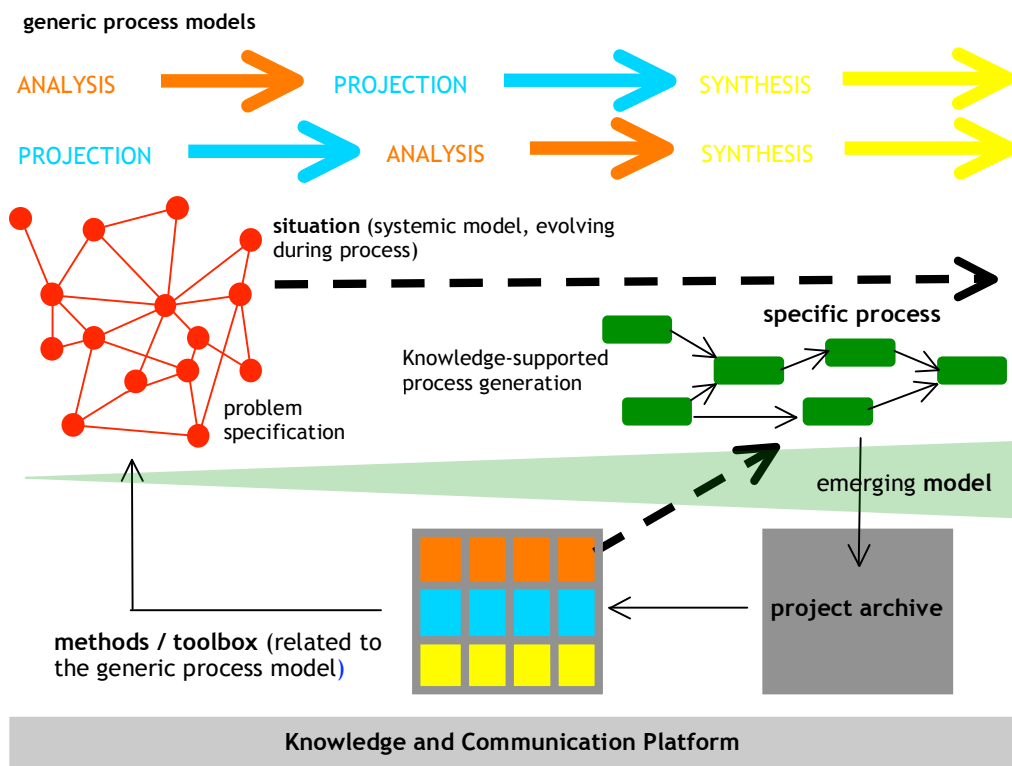 generic process models
ANALYSIS PROJECTION SYNTHESIS
PROJECTION ANALYSIS SYNTHESIS
situation (systemic model, evolving
during process)
specific process
Knowledge-supported
process generation
problem
specification
emerging model
project archive
methods / toolbox (related to
the generic process model)
Knowledge and Communication Platform